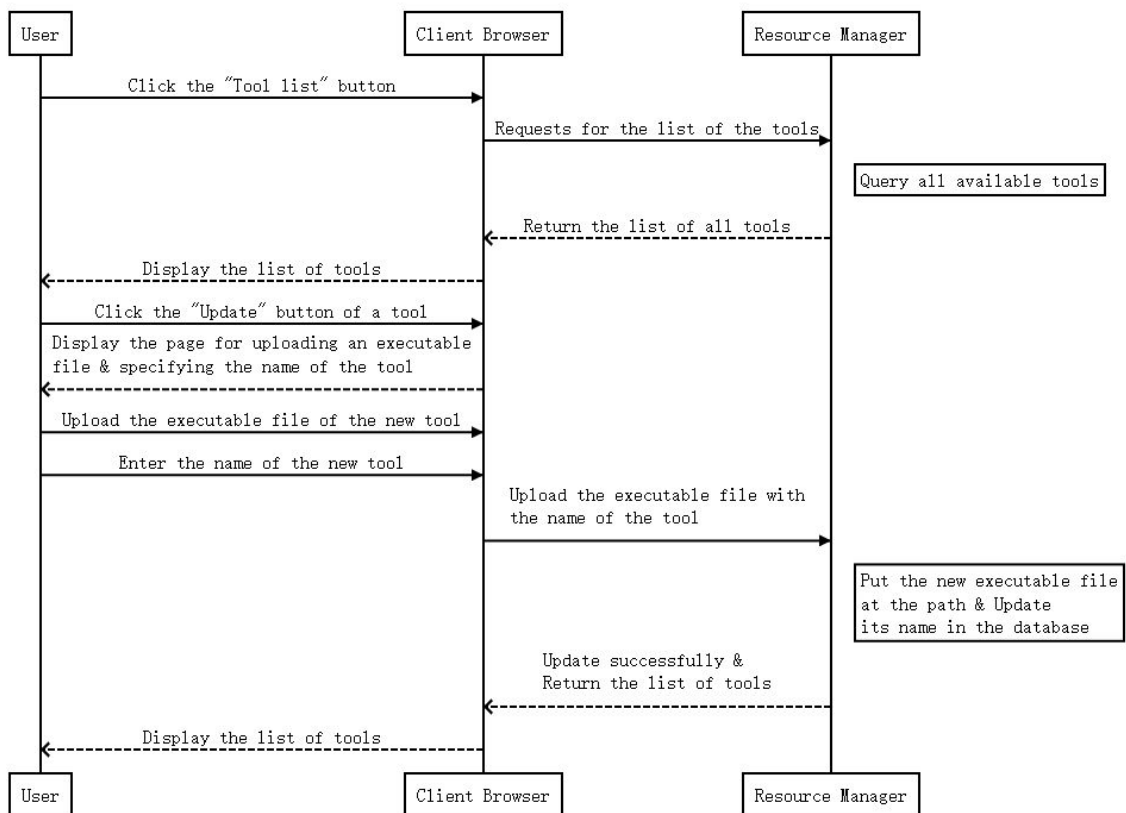 User
Client Browser
Resource Manager
Click the "Tool list" button
Requests for the list of the tools
Query all available tools
Return the list of all tools
Display the list of tools
Click the "Update" button of a tool
Display the page for uploading an executable
file & specifying the name of the tool
Upload the executable file of the new tool
Enter the name of the new tool
Upload the executable file with
the name of the tool
Put the new executable file
at the path & Update
its name in the database
Update successfully &
Return the list of tools
Display the list of tools
User
Client Browser
Resource Manager